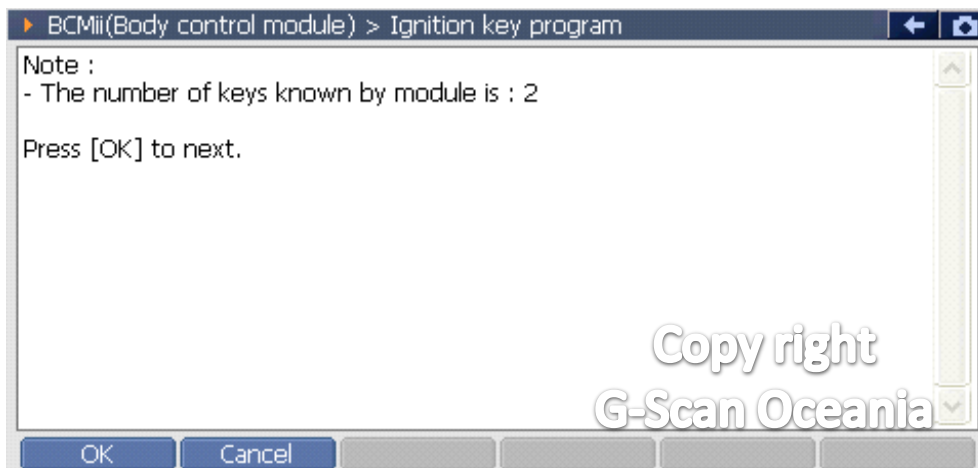 BCMii(Body control module) > Ignition key program
Note :
- The number of keys known by module is : 2
Press [OK] to next.
Copy right
G-Scan Oceania
OK
Cancel